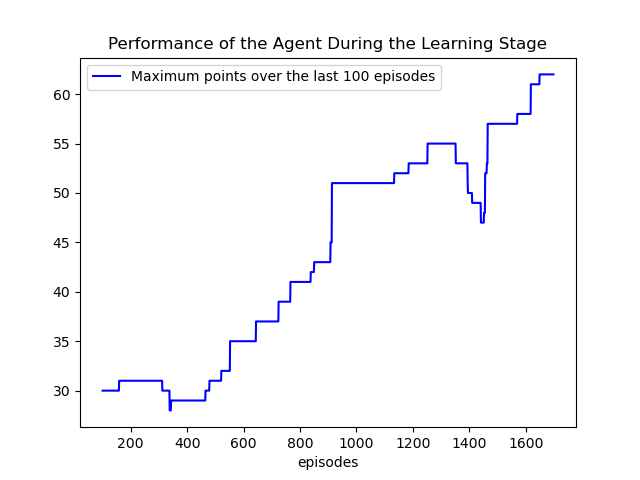 Performance of the Agent During the Learning Stage
Maximum points over the last 100 episodes
60
55
50
45
40
35
30
200 400 600 800 1000 1200 1400 1600
episodes